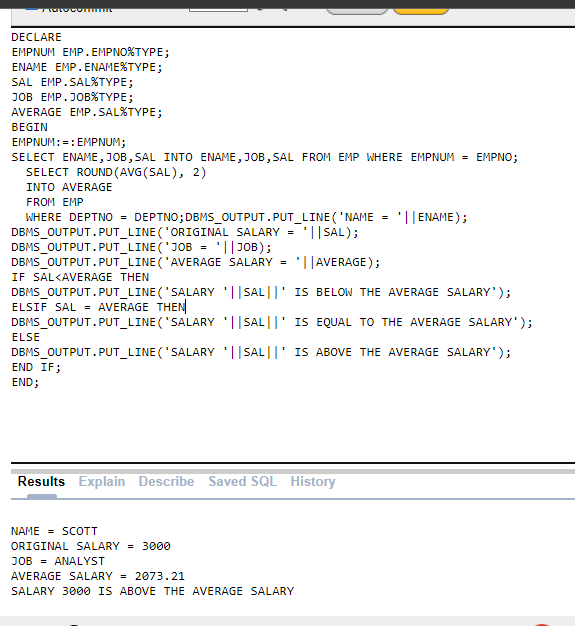 Autocommit
DECLARE
EMPNUM EMP.EMPNO%TYPE;
ENAME EMP.ENAME%TYPE;
SAL EMP.SAL%TYPE;
JOB EMP.JOB%TYPE;
AVERAGE EMP.SAL%TYPE;
BEGIN
EMPNUM:=:EMPNUM;
SELECT ENAME,JOB,SAL INTO ENAME,JOB,SAL FROM EMP WHERE EMPNUM = EMPNO;
  SELECT ROUND(AVG(SAL), 2)
  INTO AVERAGE
  FROM EMP
  WHERE DEPTNO = DEPTNO;DBMS_OUTPUT.PUT_LINE('NAME = '||ENAME);
DBMS_OUTPUT.PUT_LINE('ORIGINAL SALARY = '||SAL);
DBMS_OUTPUT.PUT_LINE('JOB = '||JOB);
DBMS_OUTPUT.PUT_LINE('AVERAGE SALARY = '||AVERAGE);
IF SAL<AVERAGE THEN
DBMS_OUTPUT.PUT_LINE('SALARY '||SAL||' IS BELOW THE AVERAGE SALARY');
ELSIF SAL = AVERAGE THEN
DBMS_OUTPUT.PUT_LINE('SALARY '||SAL||' IS EQUAL TO THE AVERAGE SALARY');
ELSE
DBMS_OUTPUT.PUT_LINE('SALARY '||SAL||' IS ABOVE THE AVERAGE SALARY');
END IF;
END;
Results Explain Describe Saved SQL History
NAME = SCOTT
ORIGINAL SALARY = 3000
JOB = ANALYST
AVERAGE SALARY = 2073.21
SALARY 3000 IS ABOVE THE AVERAGE SALARY